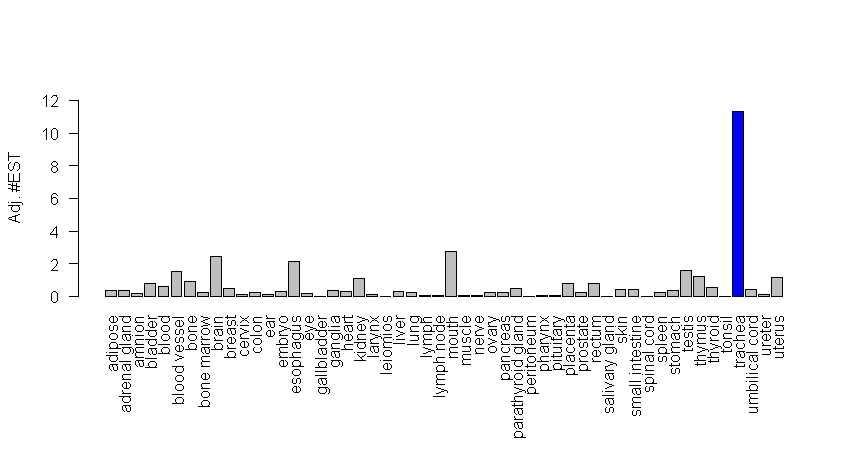 Adj. #EST
12
10
8
6
4
2
0
adipose
adrenal gland
amnion
bladder
blood
blood vessel
bone
bone marrow
brain
breast
cervix
colon
ear
embryo
esophagus
eye
gallbladder
ganglia
heart
kidney
larynx
leiomios
liver
lung
lymph
lymph node
mouth
muscle
nerve
ovary
pancreas
parathyroid gland
peritoneum
pharynx
pituitary
placenta
prostate
rectum
salivary gland
skin
small intestine
spinal cord
spleen
stomach
testis
thymus
thyroid
tonsil
trachea
umbilical cord
ureter
uterus